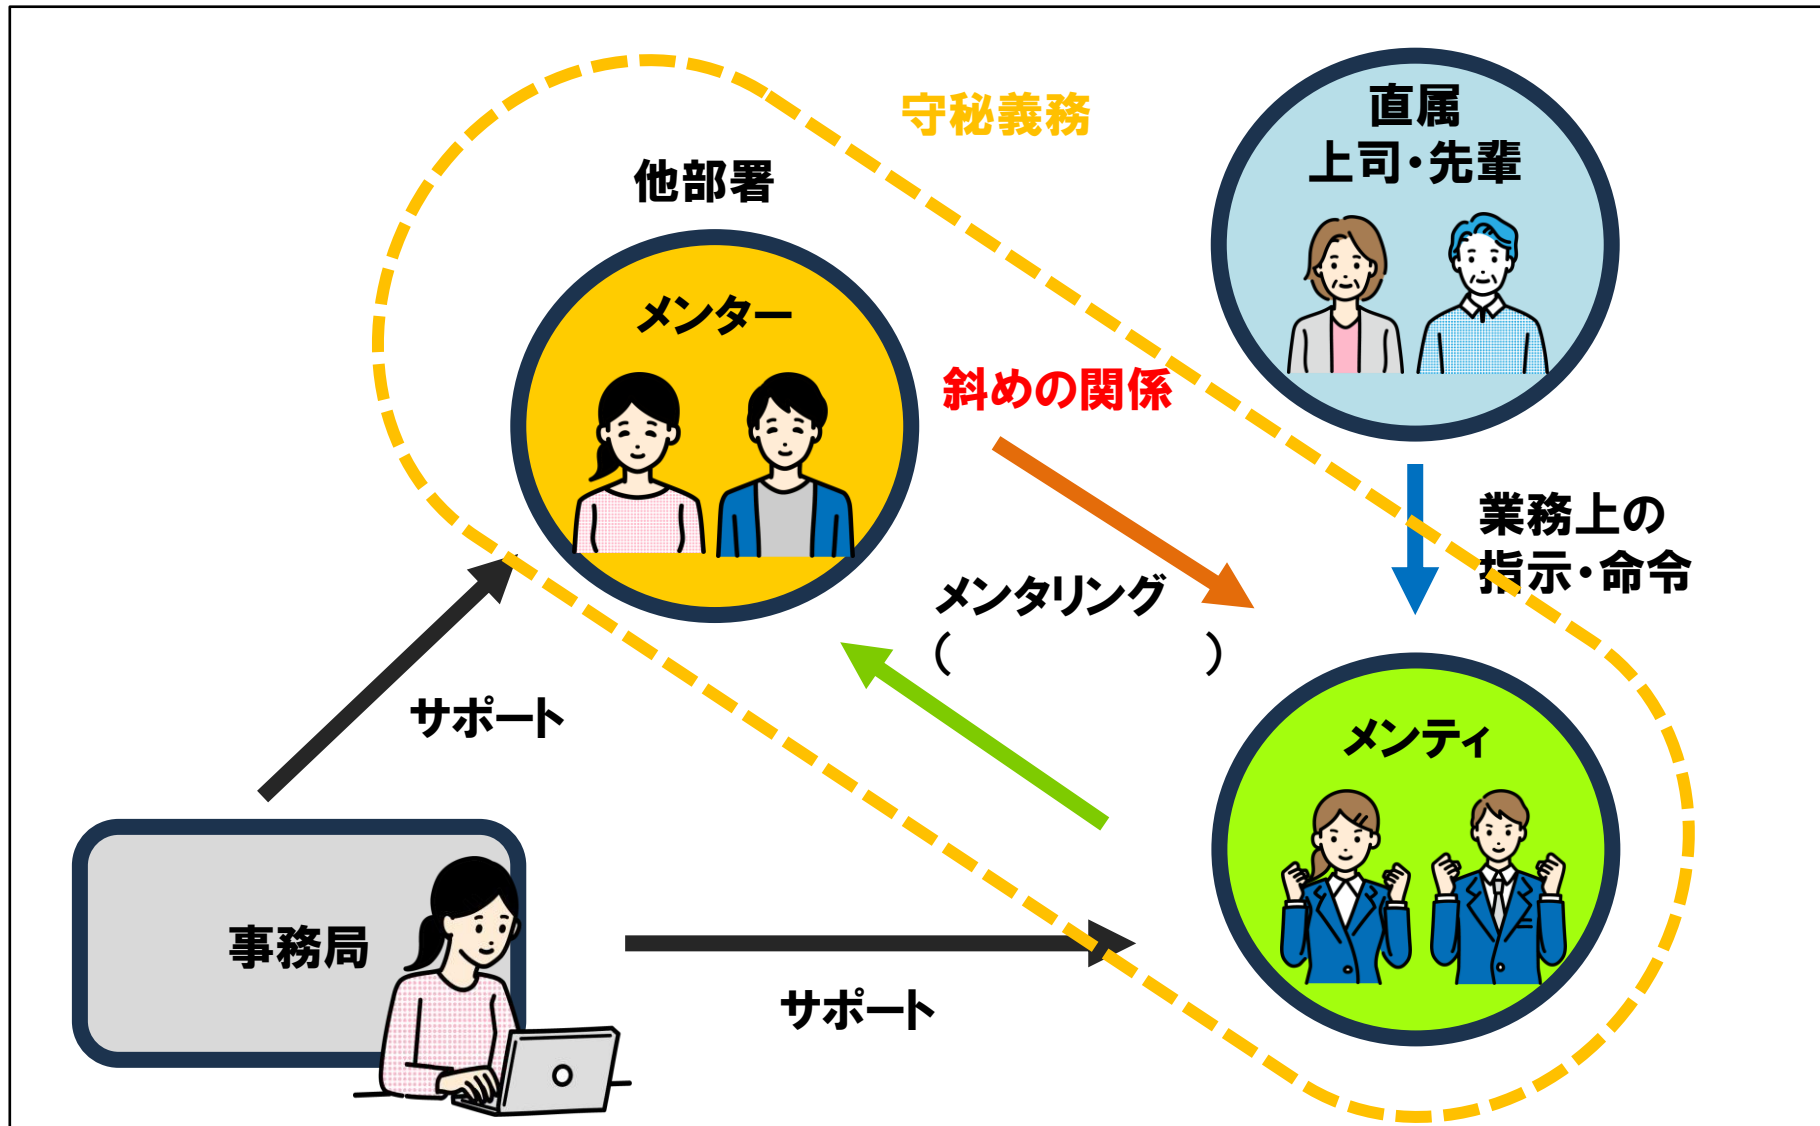 守秘義務
直属
上司・先輩
他部署
メンター
斜めの関係
業務上の
指示・命令
メンタリング
(　　　　　)
サポート
メンティ
事務局
サポート